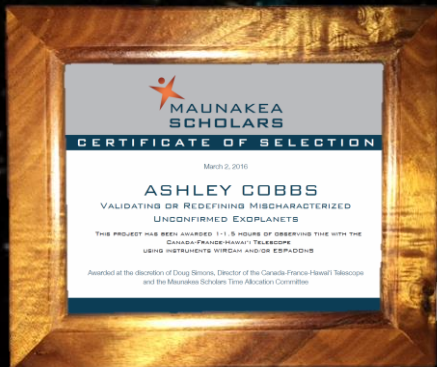 MAUNAKEA
SCHOLARS
CERTIFICATE OF SELECTION
March 2, 2016
ASHLEY COBBS
VALIDATING OR REDEFINING MISCHARACTERIZED
UNCONFIRMED EXOPLANETS
THIS PROJECT HAS BEEN AWARDED 1-1.5 HOURS OF OBSERVING TIME WITH THE
CANADA-FRANCE-HAWAI'I TELESCOPE
USING INSTRUMENTS WIRCAM AND/OR ESPADONS
Awarded at the discretion of Doug Simons, Director of the Canada-France-Hawai'i Telescope
and the Maunakea Scholars Time Allocation Committee